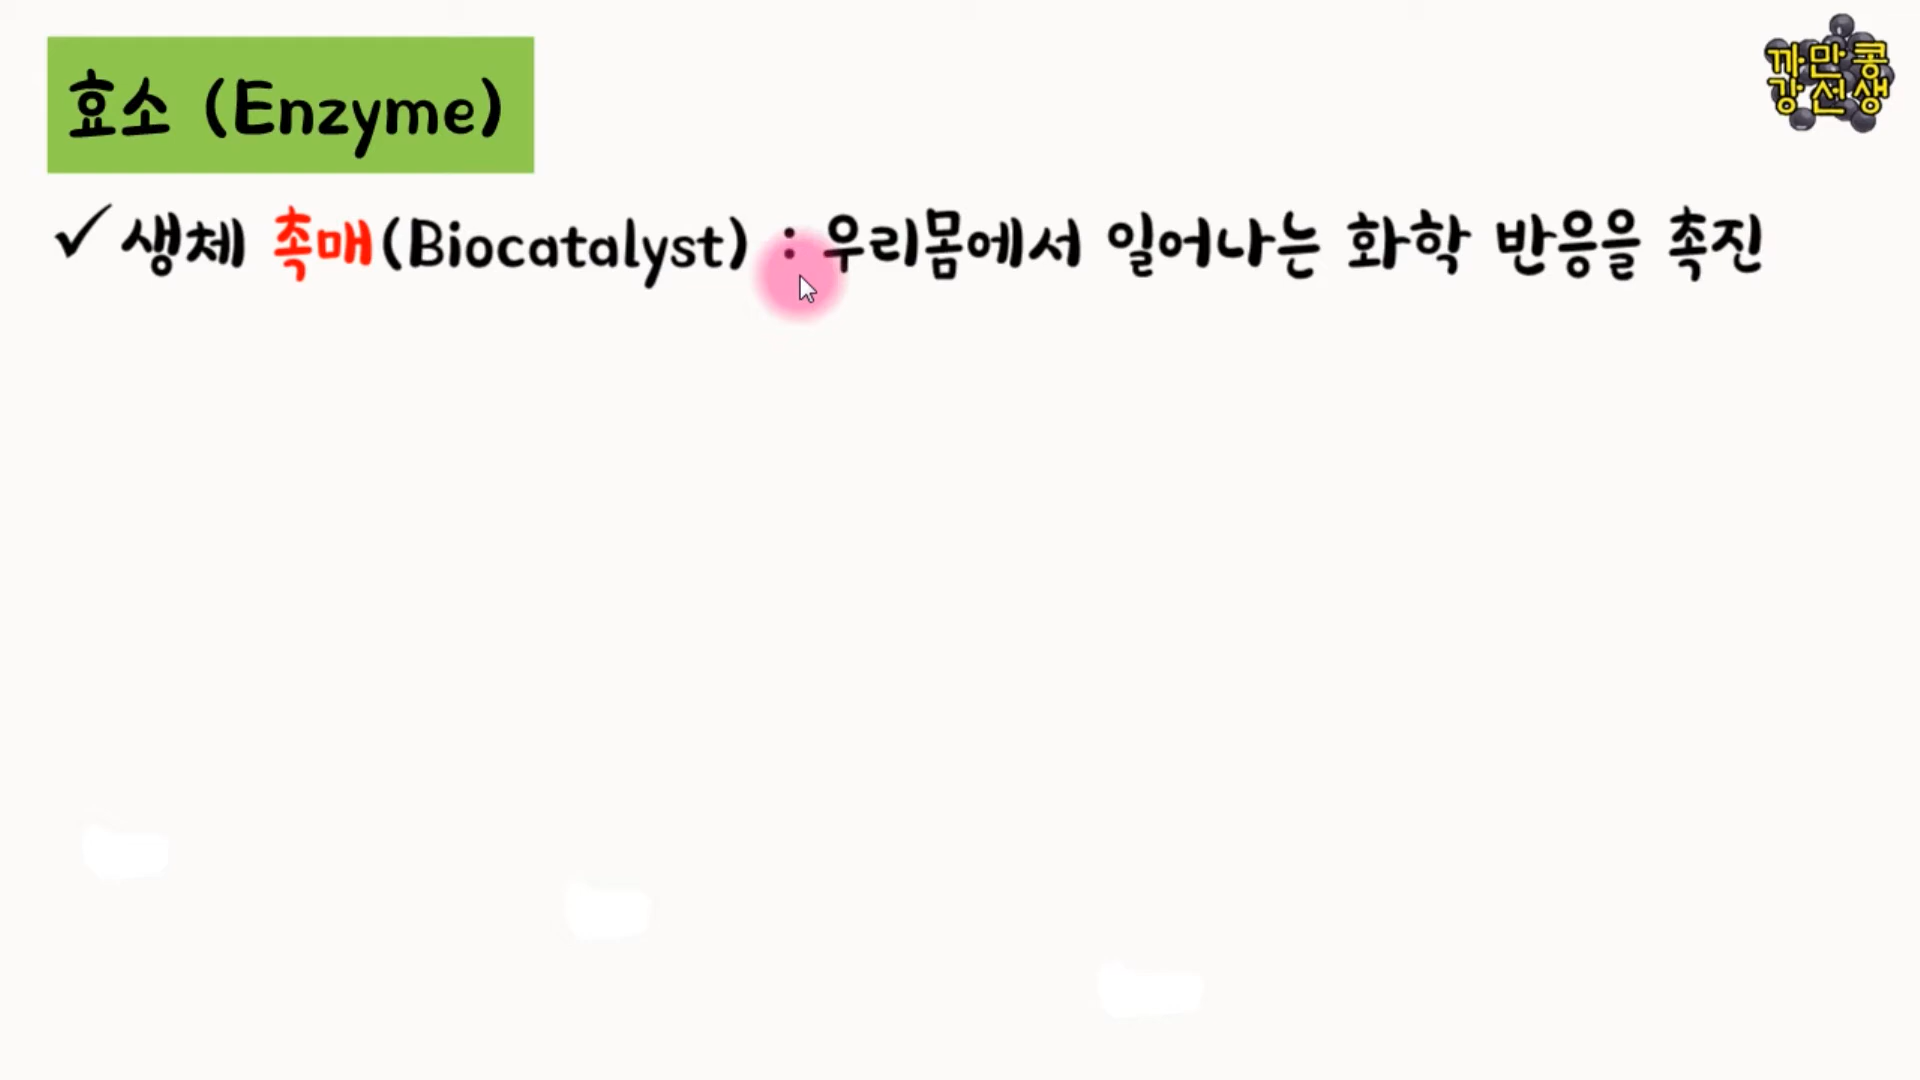 효소 (Enzyme)
까만콩
강선생
✓ 생체 촉매(Biocatalyst) : 우리몸에서 일어나는 화학 반응을 촉진